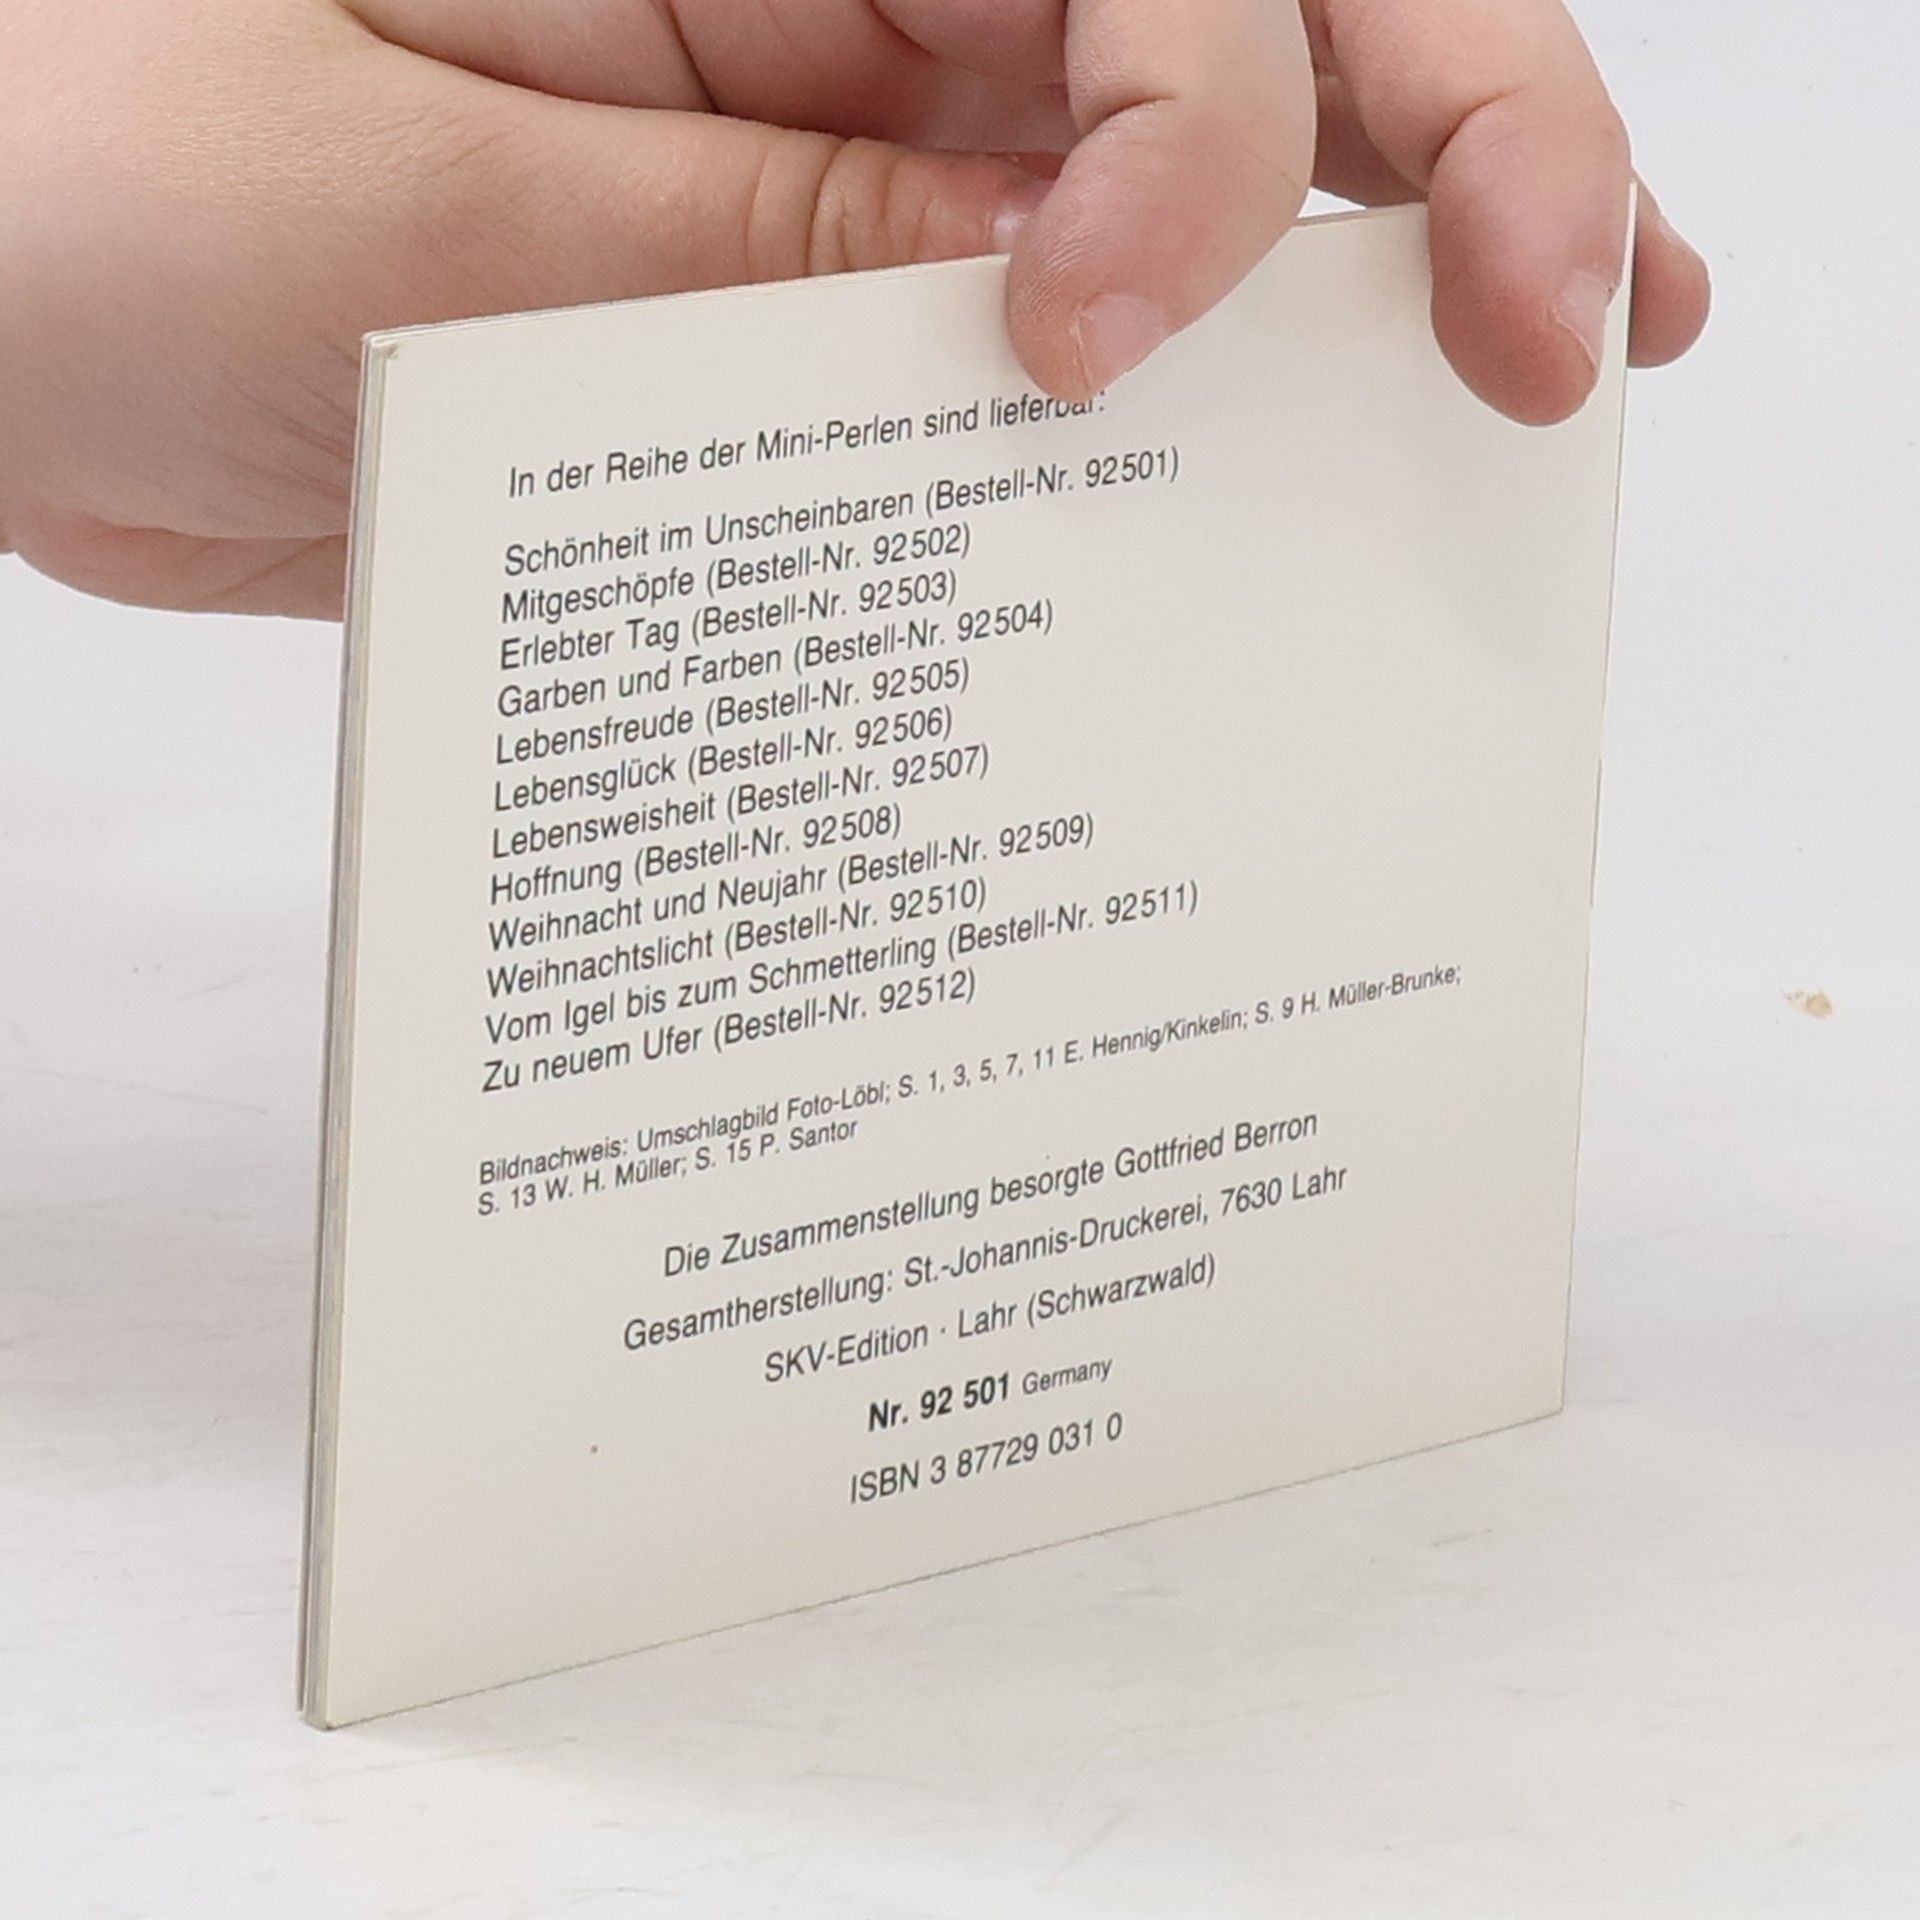 In der Reihe der Mini-Perlen sind lieferbar:
Schönheit im Unscheinbaren (Bestell-Nr. 92501)
Mitgeschöpfe (Bestell-Nr. 92502)
Erlebter Tag (Bestell-Nr. 92503)
Garben und Farben (Bestell-Nr. 92504)
Lebensfreude (Bestell-Nr. 92505)
Lebensglück (Bestell-Nr. 92506)
Lebensweisheit (Bestell-Nr. 92507)
Hoffnung (Bestell-Nr. 92508)
Weihnacht und Neujahr (Bestell-Nr. 92509)
Weihnachtslicht (Bestell-Nr. 92510)
Vom Igel bis zum Schmetterling (Bestell-Nr. 92511)
Zu neuem Ufer (Bestell-Nr. 92512)
Bildnachweis: Umschlagbild Foto-Löbl; S. 1, 3, 5, 7, 11 E. Hennig/Kinkelin; S. 9 H. Müller-Brunke;
S. 13 W. H. Müller; S. 15 P. Santor
Die Zusammenstellung besorgte Gottfried Berron
Gesamtherstellung: St.-Johannis-Druckerei, 7630 Lahr
SKV-Edition · Lahr (Schwarzwald)
Nr. 92 501 Germany
ISBN 3 87729 031 0